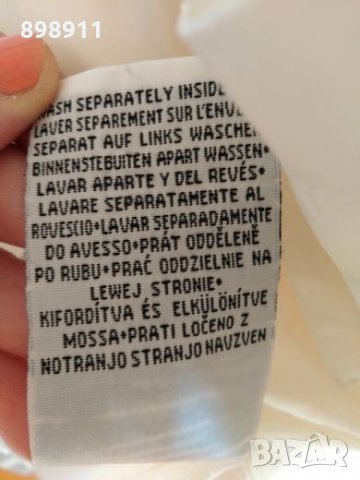 898911
WASH SEPARATELY INSIDE
LAVER SEPAREMENT SUR L'ENVE
SEPARAT AUF LINKS WASCHEN
BINNENSTEBUITEN APART WASSEN•
LAVAR APARTE Y DEL REVÉS•
LAVARE SEPARATAMENTE AL
ROVESCIO•LAVAR SEPARADAMENTE
DO AVESSO•PRÁT ODDĚLENĚ
PO RUBU•PRAĆ ODDZIELNIE NA
LEWEJ STRONIE•
KIFORDÍTVA ÉS ELKÜLÖNÍTVE
MOSSA•PRATI LOČENO Z
NOTRANJO STRANJO NAVZVEN
BAZAR